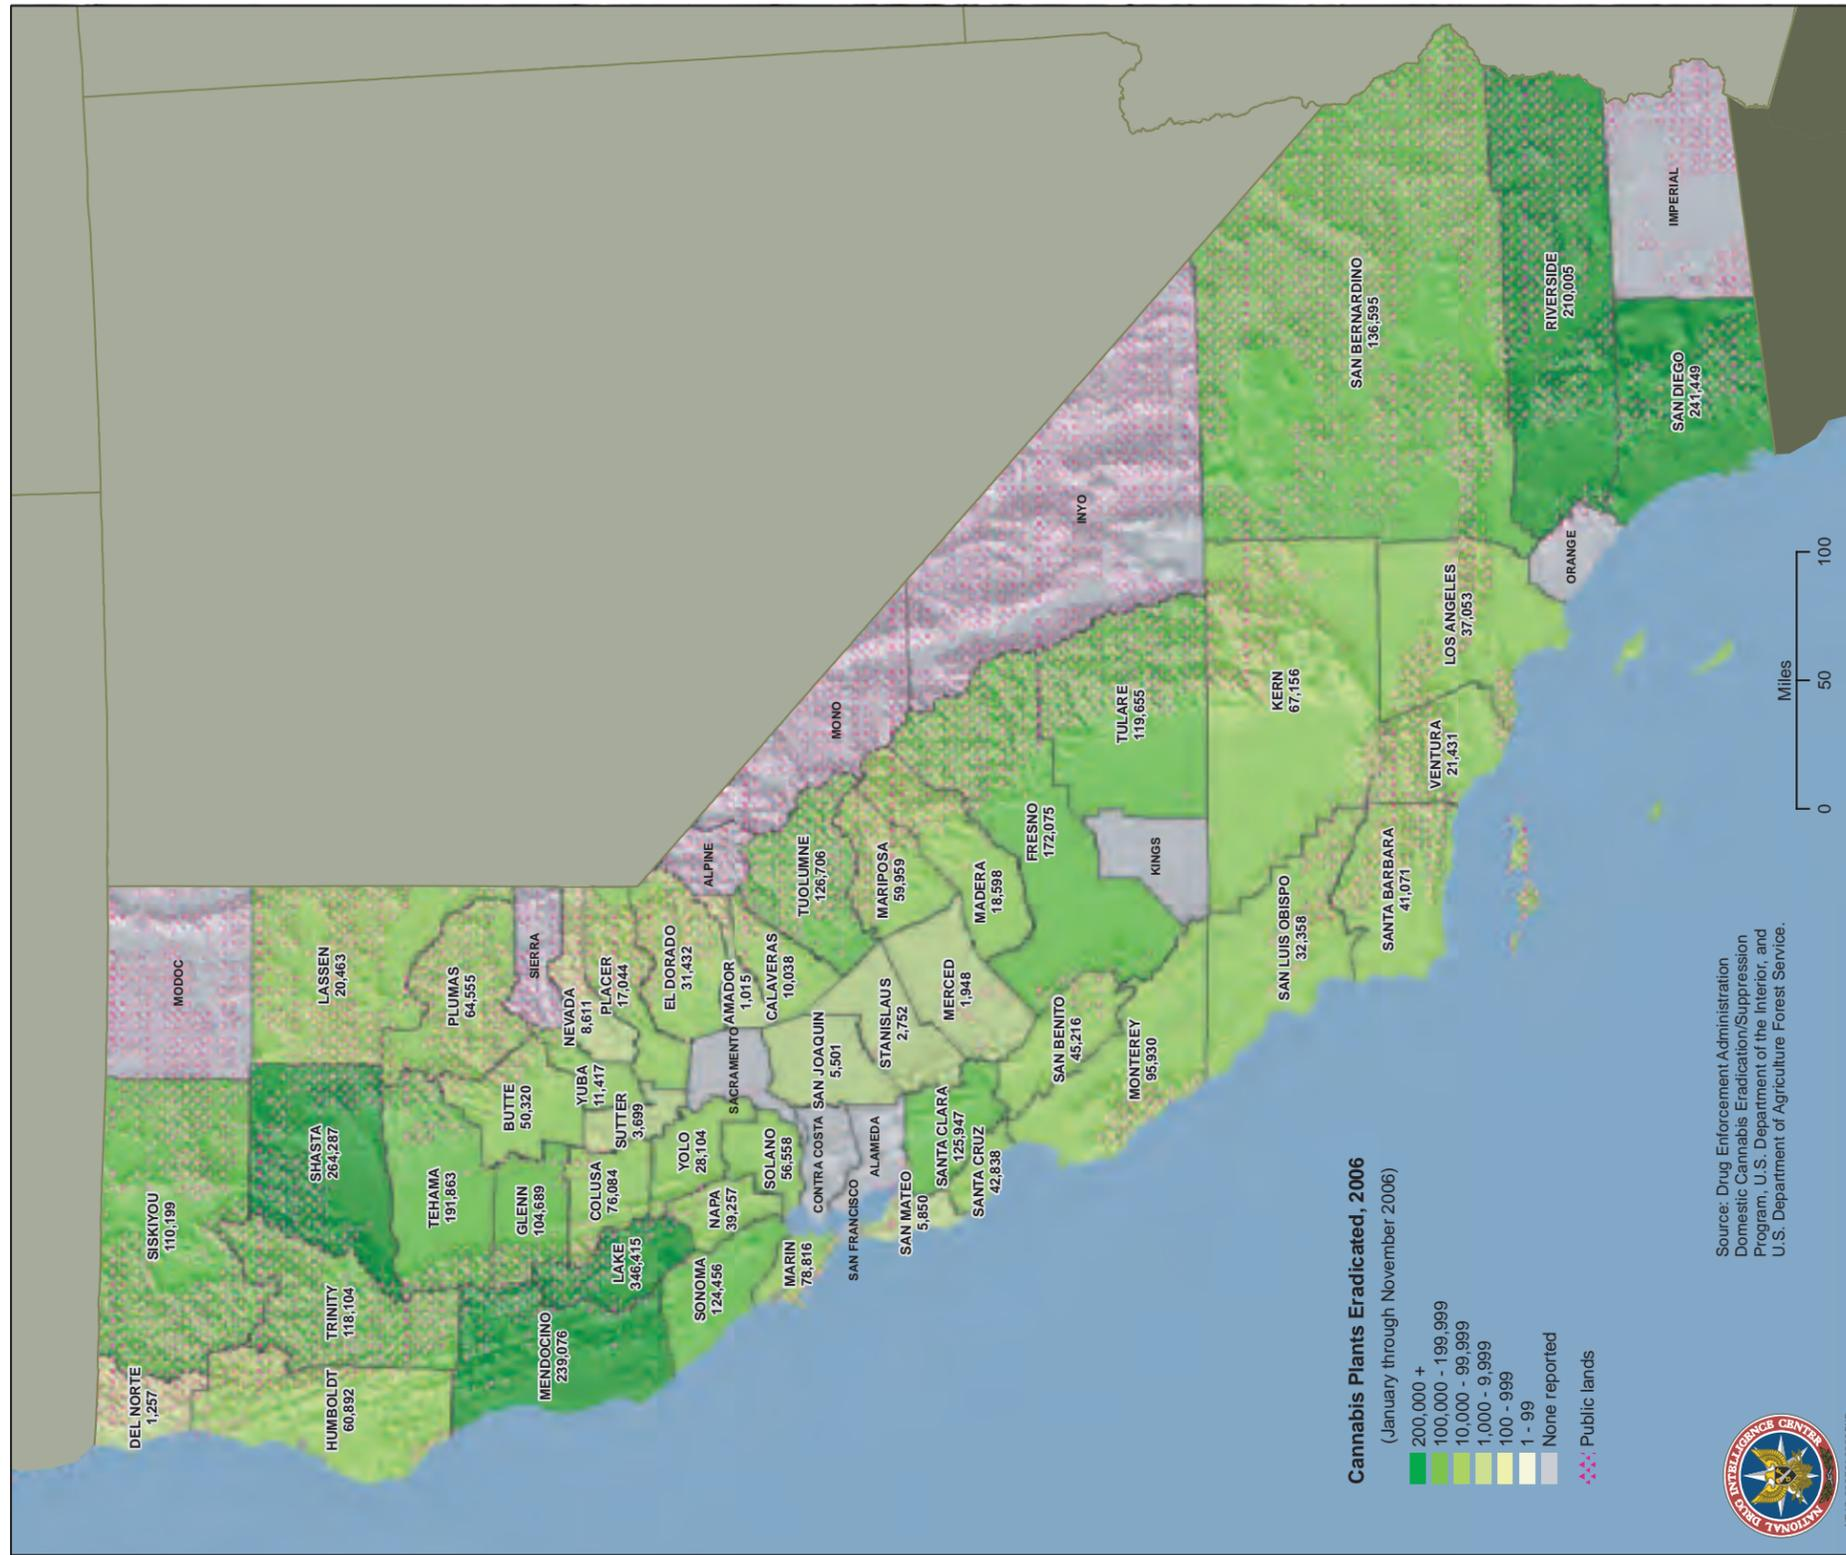 MODOC
SISKIYOU
110,199
DEL NORTE
1,257
SHASTA
264,287
LASSEN
20,463
TRINITY
118,104
HUMBOLDT
60,892
TEHAMA
191,863
PLUMAS
64,555
BUTTE
50,320
GLENN
104,689
SIERRA
MENDOCINO
239,076
NEVADA
8,611
YUBA
11,417
COLUSA
76,084
PLACER
17,044
SUTTER
3,699
LAKE
346,415
EL DORADO
31,432
YOLO
28,104
SONOMA
124,456
NAPA
39,257
ALPINE
AMADOR
1,015
SACRAMENTO
CALAVERAS
10,038
SOLANO
56,558
MARIN
78,816
TUOLUMNE
126,706
SAN JOAQUIN
5,501
CONTRA COSTA
MONO
SAN FRANCISCO
ALAMEDA
STANISLAUS
2,752
MARIPOSA
59,959
SAN MATEO
5,850
SANTA CLARA
125,947
MERCED
1,948
MADERA
18,598
SANTA CRUZ
42,838
FRESNO
172,075
SAN BENITO
45,216
INYO
MONTEREY
95,930
TULARE
119,655
KINGS
KERN
67,156
SAN LUIS OBISPO
32,358
SAN BERNARDINO
136,595
SANTA BARBARA
41,071
VENTURA
21,431
LOS ANGELES
37,053
RIVERSIDE
210,005
ORANGE
IMPERIAL
SAN DIEGO
241,449
Cannabis Plants Eradicated, 2006
(January through November 2006)
200,000 +
100,000 - 199,999
10,000 - 99,999
1,000 - 9,999
100 - 999
1 - 99
None reported
Public lands
Miles
0 50 100
Source: Drug Enforcement Administration
Domestic Cannabis Eradication/Suppression
Program, U.S. Department of the Interior, and
U.S. Department of Agriculture Forest Service.
NATIONAL DRUG INTELLIGENCE CENTER